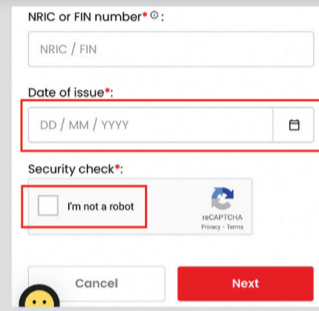 NRIC or FIN number* ⓘ:
NRIC / FIN
Date of issue*:
DD / MM / YYYY
Security check*:
I'm not a robot
reCAPTCHA
Privacy - Terms
Cancel
Next